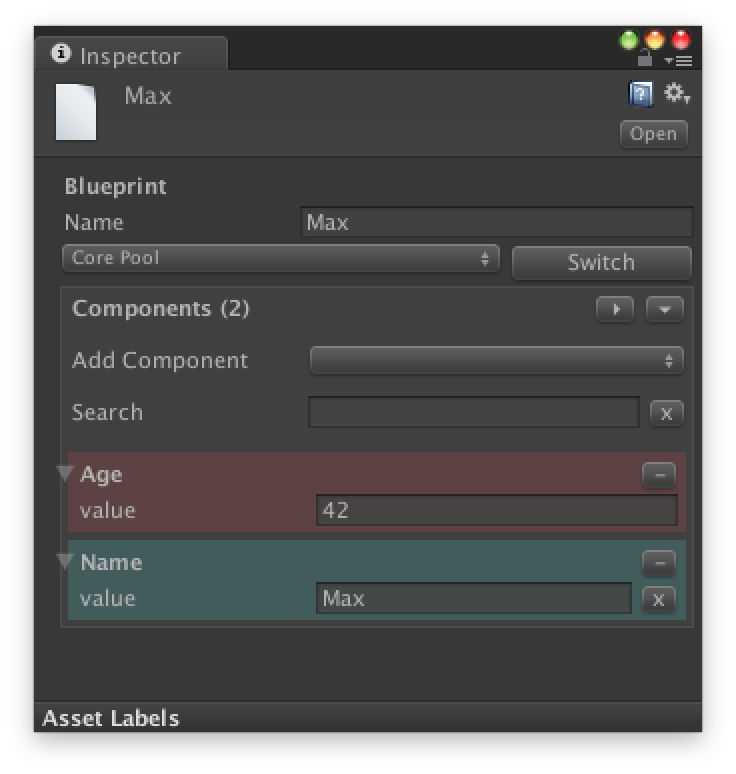 Inspector
Max
Open
Blueprint
Name Max
Core Pool Switch
Components (2)
Add Component
Search x
Age −
value 42
Name −
value Max x
Asset Labels